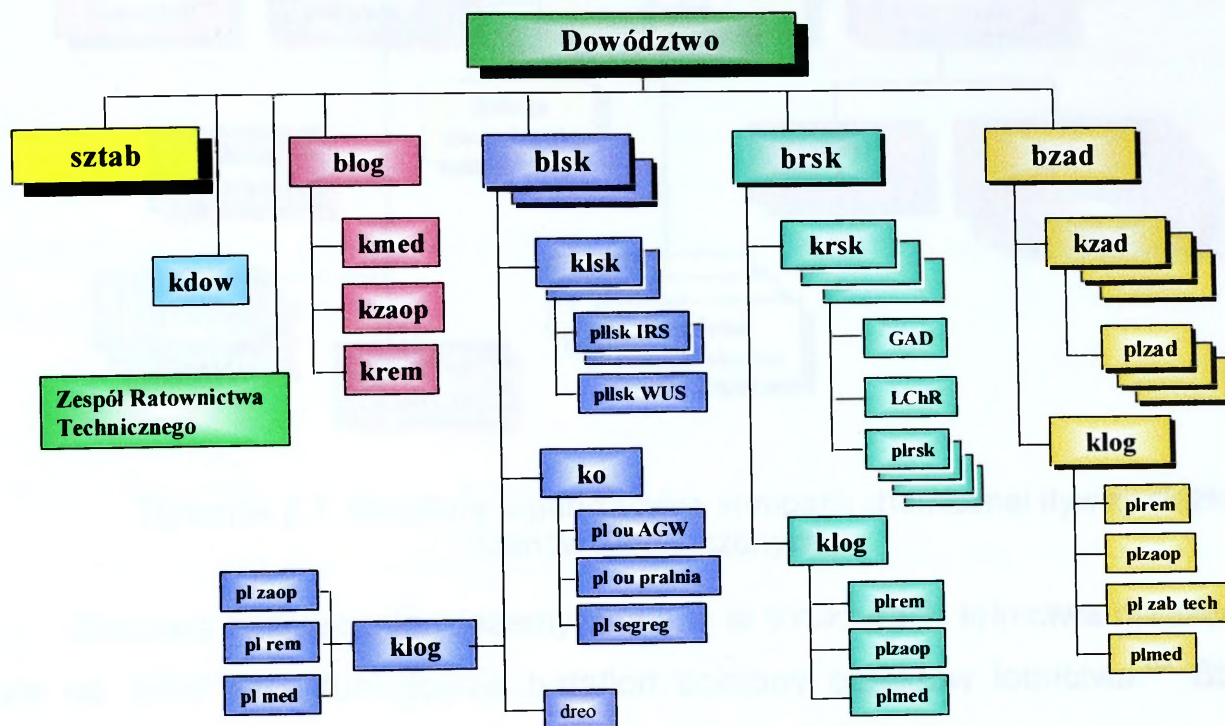 Dowództwo
sztab
blog
blsk
brsk
bzad
kdow
kmed
kzaop
krem
Zespół Ratownictwa
Technicznego
klsk
pllsk IRS
pllsk WUS
ko
pl ou AGW
pl ou pralnia
pl segreg
klog
pl zaop
pl rem
pl med
dreo
krsk
GAD
LChR
plrsk
klog
plrem
plzaop
plmed
kzad
plzad
klog
plrem
plzaop
pl zab tech
plmed